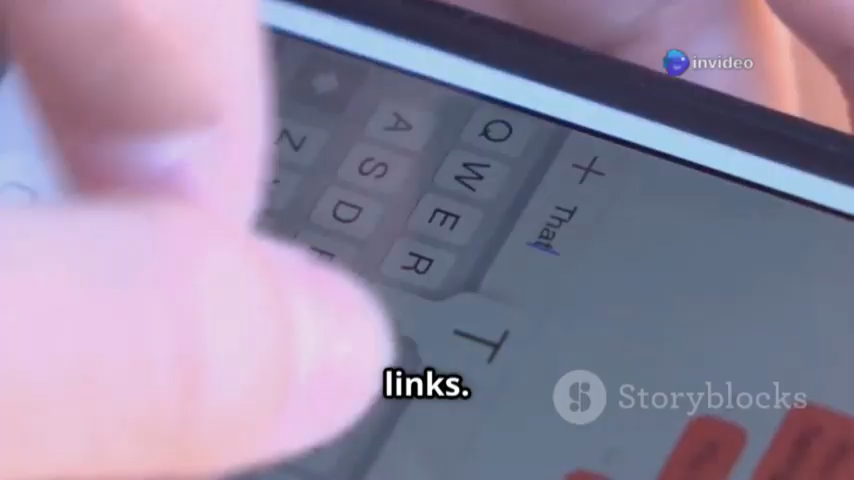 invideo
Q W E R T
A S D F
Z
+ That
links.
Storyblocks